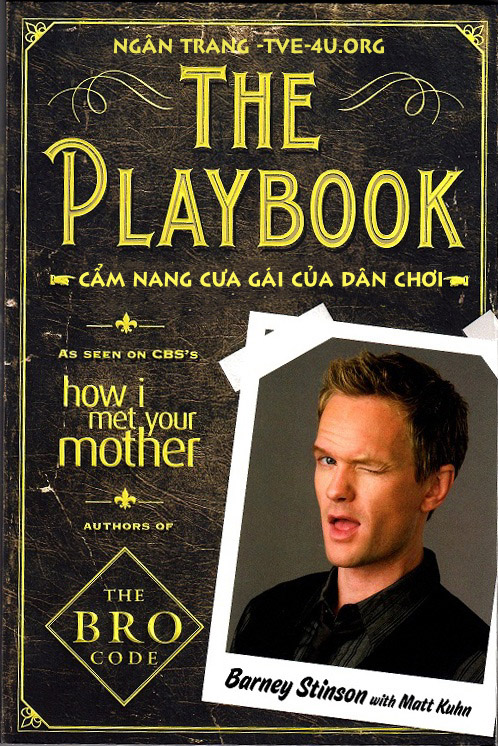 NGÂN TRANG -TVE-4U.ORG
THE
PLAYBOOK
CẨM NANG CƯA GÁI CỦA DÂN CHƠI
AS SEEN ON CBS'S
how i
met your
mother
AUTHORS OF
THE
BRO
CODE
Barney Stinson with Matt Kuhn